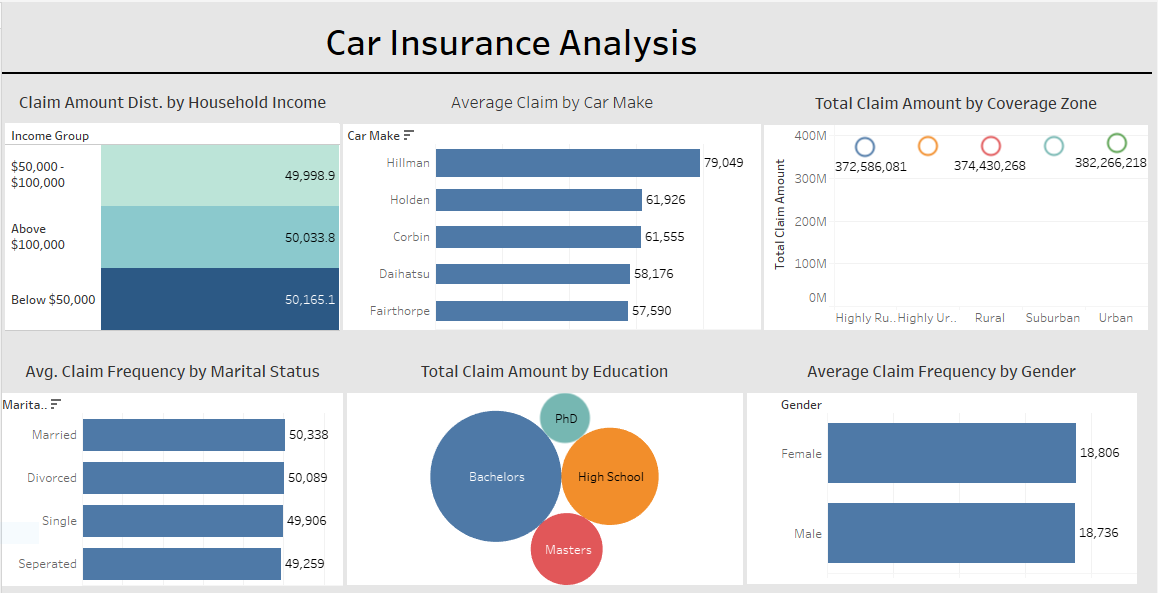 Car Insurance Analysis
Claim Amount Dist. by Household Income
Income Group
$50,000 -
$100,000
49,998.9
Above
$100,000
50,033.8
Below $50,000
50,165.1
Average Claim by Car Make
Car Make
Hillman
79,049
Holden
61,926
Corbin
61,555
Daihatsu
58,176
Fairthorpe
57,590
Total Claim Amount by Coverage Zone
Total Claim Amount
400M
300M
200M
100M
0M
372,586,081
374,430,268
382,266,218
Highly Ru..
Highly Ur..
Rural
Suburban
Urban
Avg. Claim Frequency by Marital Status
Marita..
Married
50,338
Divorced
50,089
Single
49,906
Seperated
49,259
Total Claim Amount by Education
PhD
Bachelors
High School
Masters
Average Claim Frequency by Gender
Gender
Female
18,806
Male
18,736